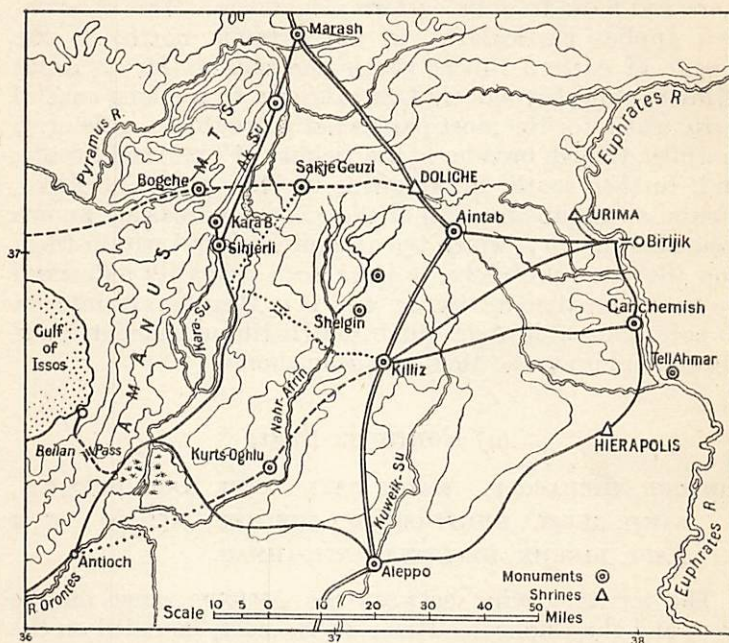 Marash
Pyramus R.
MTS
Ak-Su
Euphrates R
Bogche
Sakje Geuzi
DOLICHE
URIMA
Kara B.
Aintab
Birijik
37
Sinjerli
AMANUS
Gulf
of
Issos
Kara-Su
Shelgin
Carchemish
Killiz
Tell Ahmar
Nahr-Afrin
Beilan Pass
HIERAPOLIS
Kurts-Oghlu
Kuweik-Su
Euphrates R
Antioch
Aleppo
R Orontes
Monuments
Shrines
Scale 10 5 0 10 20 30 40 50
Miles
37 38